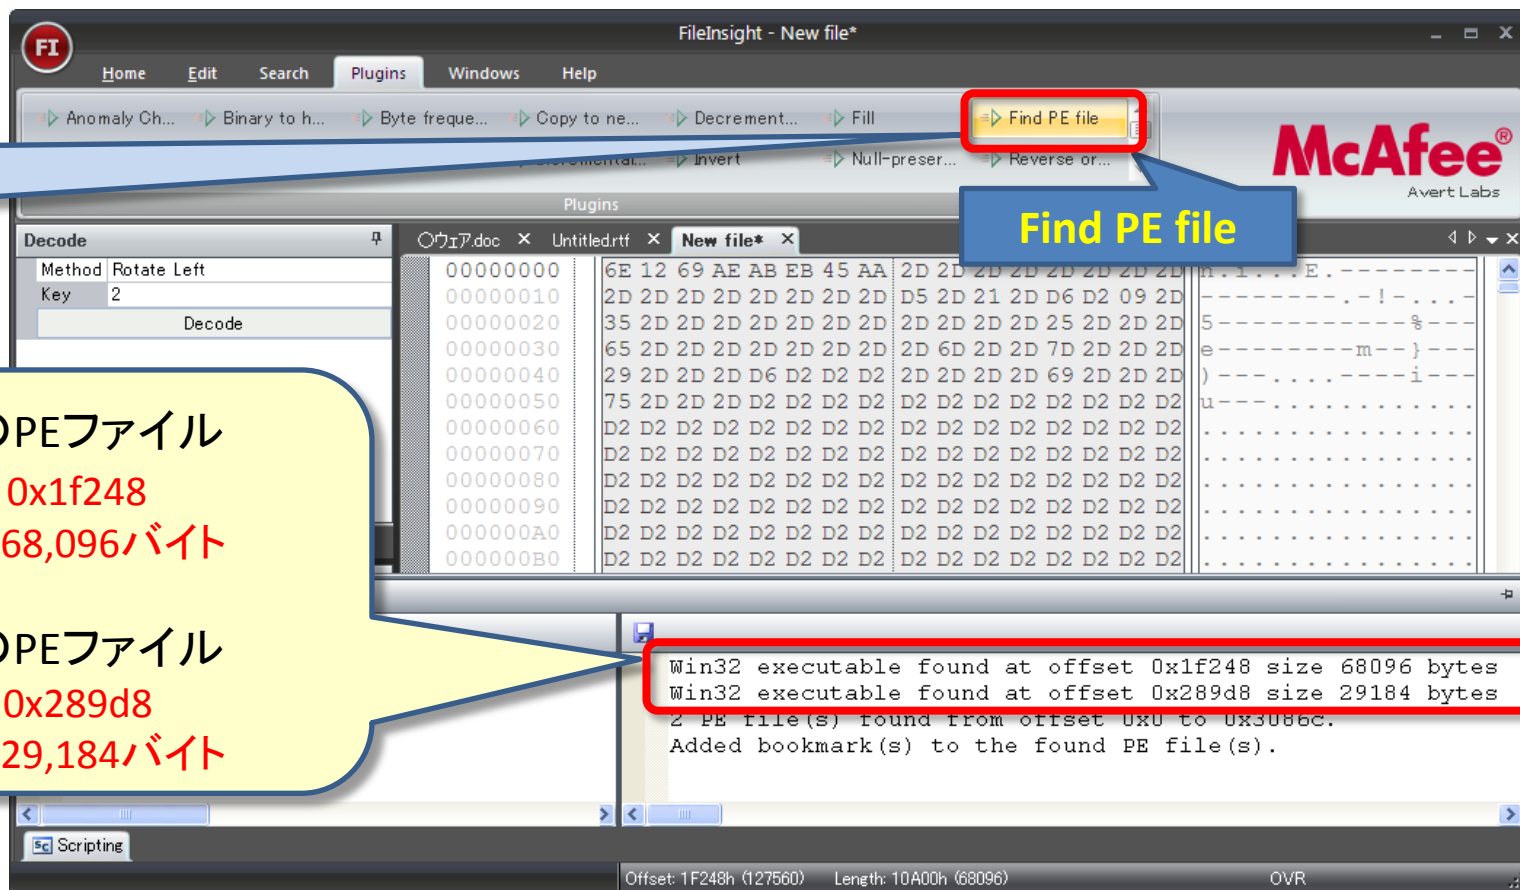 FileInsight - New file*
FI
Home Edit Search Plugins Windows Help
Anomaly Ch... Binary to h... Byte freque... Copy to ne... Decrement... Fill Find PE file
Invert Null-preser... Reverse or...
Plugins
McAfee®
Avert Labs
Find PE file
Decode
Method Rotate Left
Key 2
Decode
〇ウェア.doc × Untitled.rtf × New file* ×
00000000 6E 12 69 AE AB EB 45 AA 2D 2D 2D 2D 2D 2D 2D 2D n.i...E.--------
00000010 2D 2D 2D 2D 2D 2D 2D 2D D5 2D 21 2D D6 D2 09 2D --------.-!-...-
00000020 35 2D 2D 2D 2D 2D 2D 2D 2D 2D 2D 2D 25 2D 2D 2D 5-----------%---
00000030 65 2D 2D 2D 2D 2D 2D 2D 2D 6D 2D 2D 7D 2D 2D 2D e--------m--}---
00000040 29 2D 2D 2D D6 D2 D2 D2 2D 2D 2D 2D 69 2D 2D 2D )---....----i---
00000050 75 2D 2D 2D D2 D2 D2 D2 D2 D2 D2 D2 D2 D2 D2 D2 u---............
00000060 D2 D2 D2 D2 D2 D2 D2 D2 D2 D2 D2 D2 D2 D2 D2 D2 ................
00000070 D2 D2 D2 D2 D2 D2 D2 D2 D2 D2 D2 D2 D2 D2 D2 D2 ................
00000080 D2 D2 D2 D2 D2 D2 D2 D2 D2 D2 D2 D2 D2 D2 D2 D2 ................
00000090 D2 D2 D2 D2 D2 D2 D2 D2 D2 D2 D2 D2 D2 D2 D2 D2 ................
000000A0 D2 D2 D2 D2 D2 D2 D2 D2 D2 D2 D2 D2 D2 D2 D2 D2 ................
000000B0 D2 D2 D2 D2 D2 D2 D2 D2 D2 D2 D2 D2 D2 D2 D2 D2 ................
のPEファイル
0x1f248
68,096バイト
のPEファイル
0x289d8
29,184バイト
Win32 executable found at offset 0x1f248 size 68096 bytes
Win32 executable found at offset 0x289d8 size 29184 bytes
2 PE file(s) found from offset 0x0 to 0x3086c.
Added bookmark(s) to the found PE file(s).
Scripting
Offset: 1F248h (127560) Length: 10A00h (68096) OVR